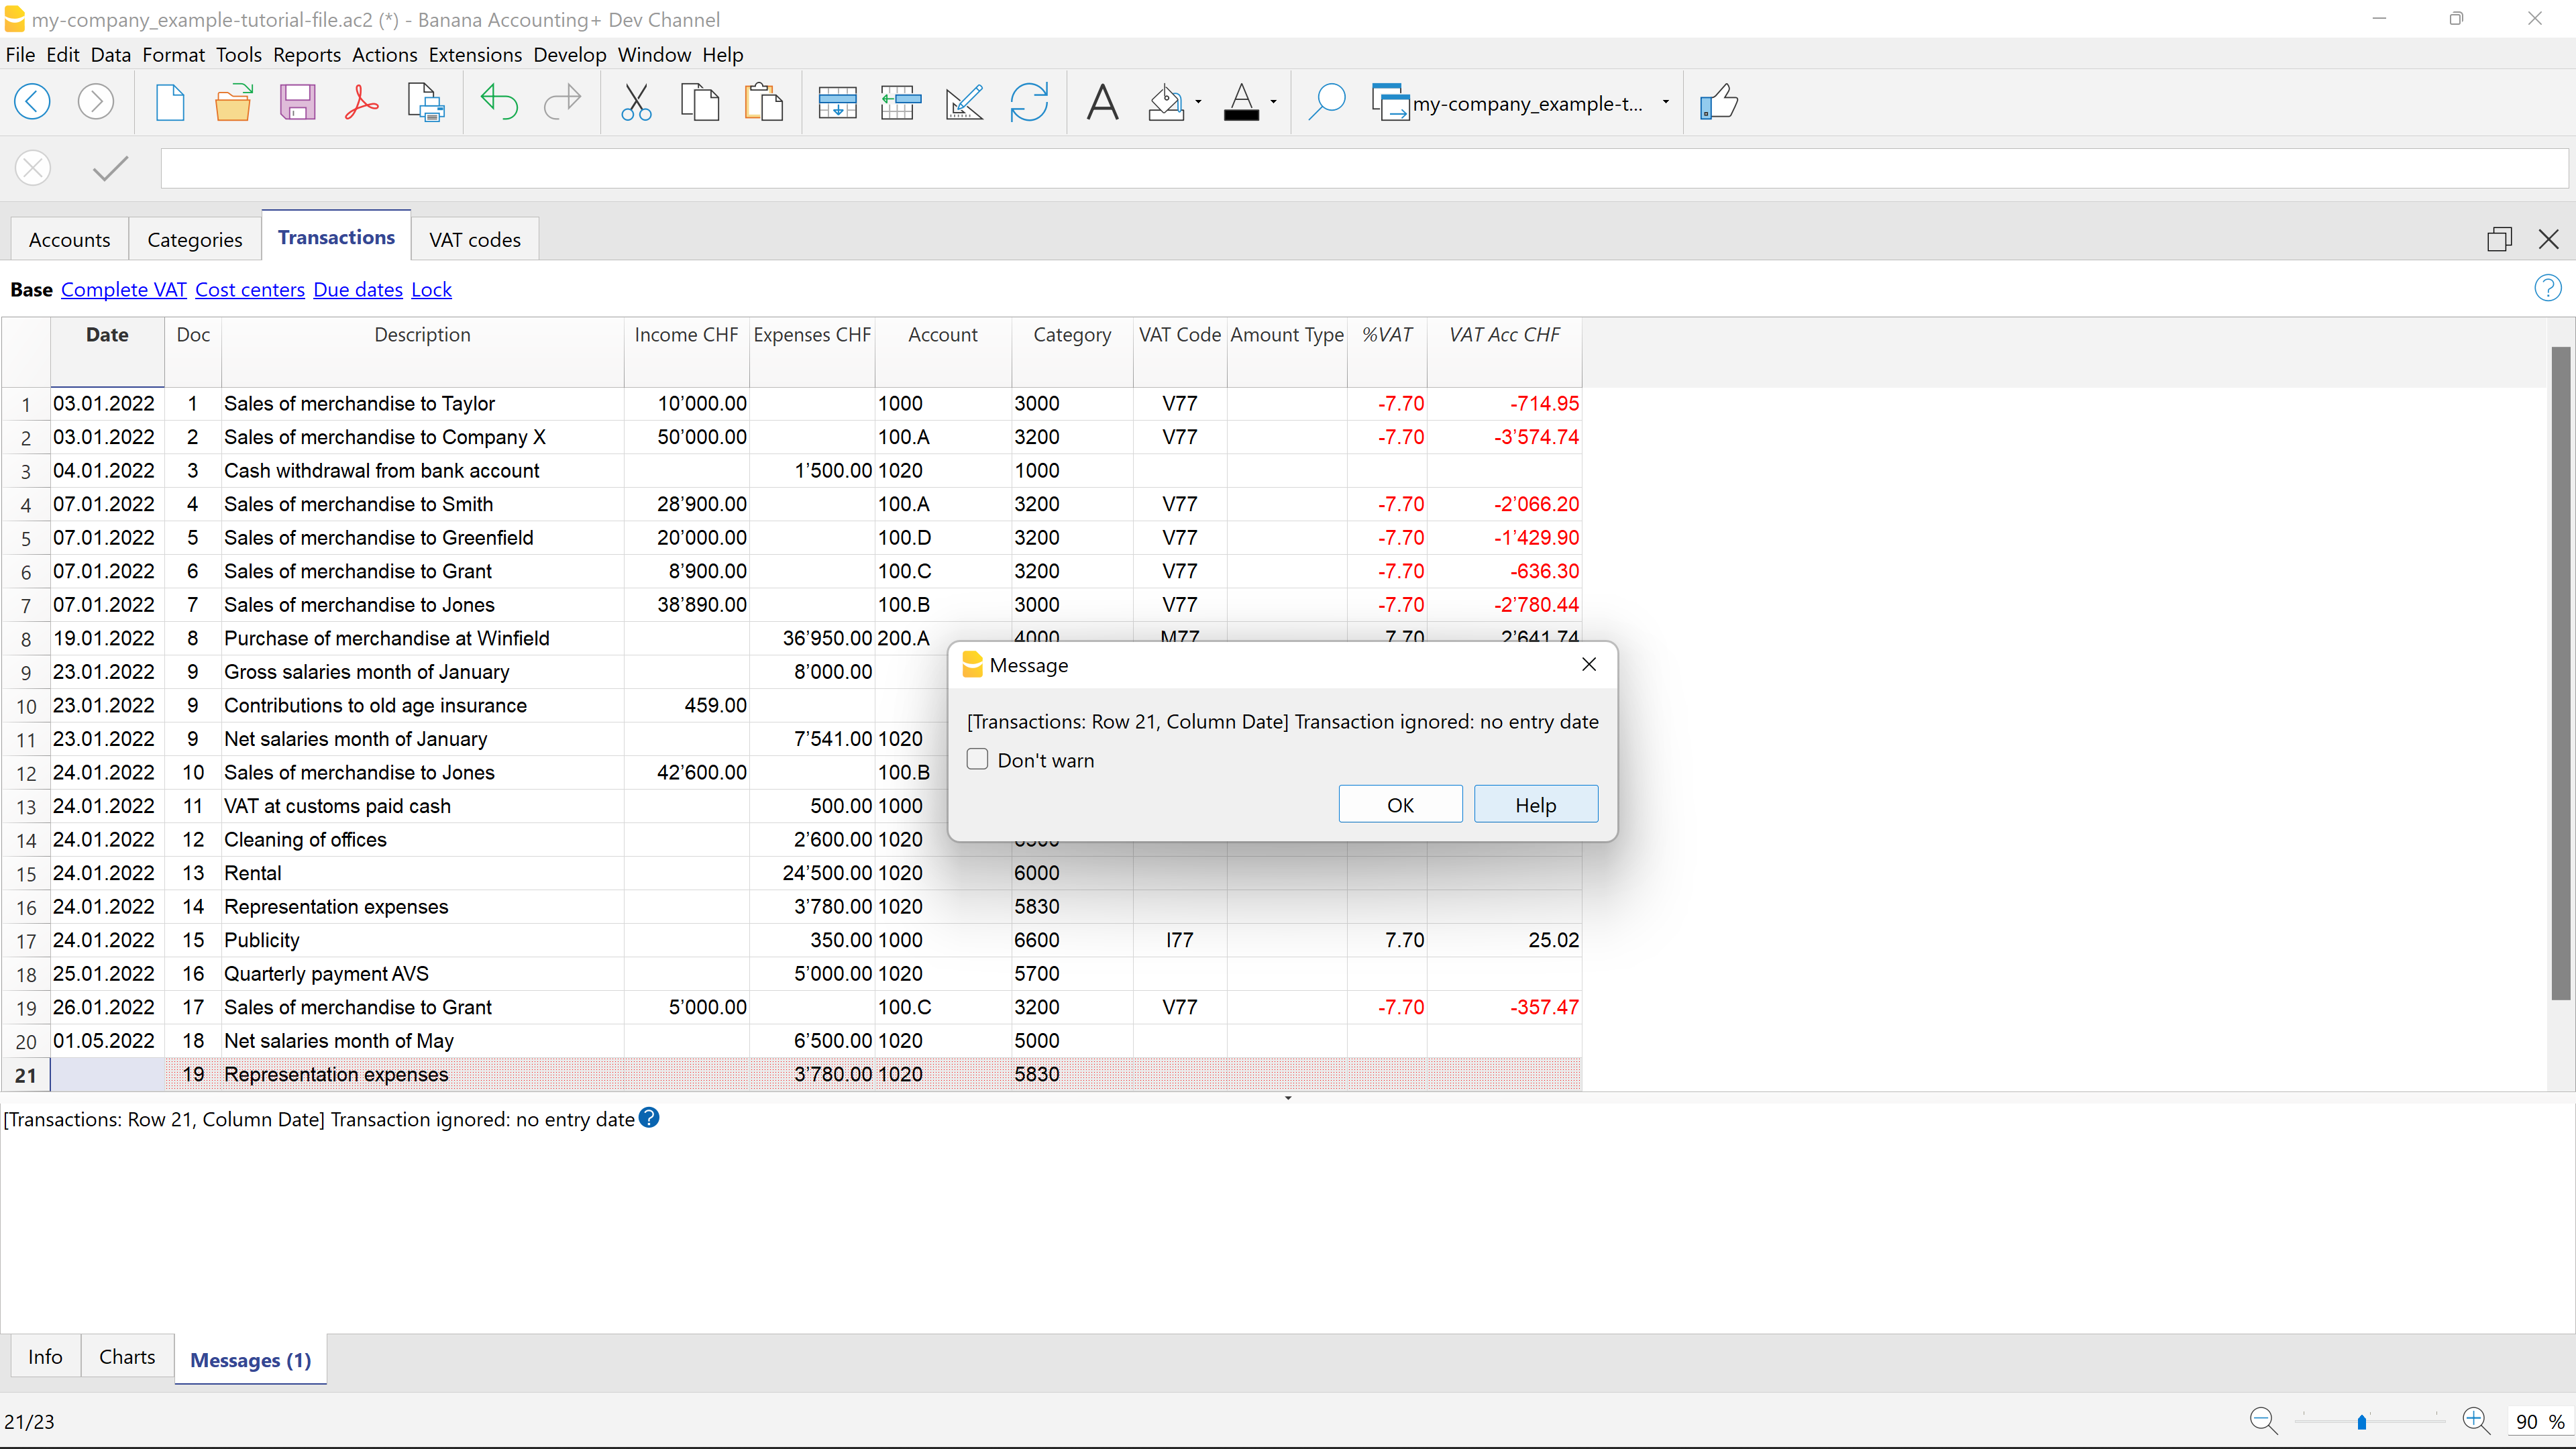 my-company_example-tutorial-file.ac2 (*) - Banana Accounting+ Dev Channel
File Edit Data Format Tools Reports Actions Extensions Develop Window Help
my-company_example-t...
Accounts Categories Transactions VAT codes
Base Complete VAT Cost centers Due dates Lock
Date Doc Description Income CHF Expenses CHF Account Category VAT Code Amount Type %VAT VAT Acc CHF
1 03.01.2022 1 Sales of merchandise to Taylor 10’000.00 1000 3000 V77 -7.70 -714.95
2 03.01.2022 2 Sales of merchandise to Company X 50’000.00 100.A 3200 V77 -7.70 -3’574.74
3 04.01.2022 3 Cash withdrawal from bank account 1’500.00 1020 1000
4 07.01.2022 4 Sales of merchandise to Smith 28’900.00 100.A 3200 V77 -7.70 -2’066.20
5 07.01.2022 5 Sales of merchandise to Greenfield 20’000.00 100.D 3200 V77 -7.70 -1’429.90
6 07.01.2022 6 Sales of merchandise to Grant 8’900.00 100.C 3200 V77 -7.70 -636.30
7 07.01.2022 7 Sales of merchandise to Jones 38’890.00 100.B 3000 V77 -7.70 -2’780.44
8 19.01.2022 8 Purchase of merchandise at Winfield 36’950.00 200.A 4000 M77 7.70 2’641.74
9 23.01.2022 9 Gross salaries month of January 8’000.00
10 23.01.2022 9 Contributions to old age insurance 459.00
11 23.01.2022 9 Net salaries month of January 7’541.00 1020
12 24.01.2022 10 Sales of merchandise to Jones 42’600.00 100.B
13 24.01.2022 11 VAT at customs paid cash 500.00 1000
14 24.01.2022 12 Cleaning of offices 2’600.00 1020
15 24.01.2022 13 Rental 24’500.00 1020 6000
16 24.01.2022 14 Representation expenses 3’780.00 1020 5830
17 24.01.2022 15 Publicity 350.00 1000 6600 I77 7.70 25.02
18 25.01.2022 16 Quarterly payment AVS 5’000.00 1020 5700
19 26.01.2022 17 Sales of merchandise to Grant 5’000.00 100.C 3200 V77 -7.70 -357.47
20 01.05.2022 18 Net salaries month of May 6’500.00 1020 5000
21 19 Representation expenses 3’780.00 1020 5830
Message
[Transactions: Row 21, Column Date] Transaction ignored: no entry date
Don't warn
OK Help
[Transactions: Row 21, Column Date] Transaction ignored: no entry date
Info Charts Messages (1)
21/23
90 %